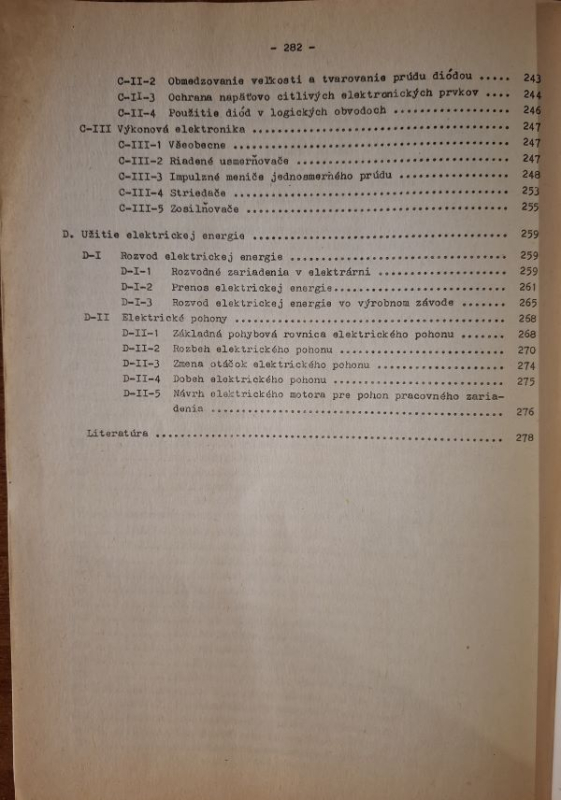 - 282 -
C-II-2 Obmedzovanie veľkosti a tvarovanie prúdu diódou ..... 243
C-II-3 Ochrana napäťovo citlivých elektronických prvkov .... 244
C-II-4 Použitie diód v logických obvodoch .................. 246
C-III Výkonová elektronika .................................... 247
C-III-1 Všeobecne .......................................... 247
C-III-2 Riadené usmerňovače ................................ 247
C-III-3 Impulzné meniče jednosmerného prúdu ............... 248
C-III-4 Striedače .......................................... 253
C-III-5 Zosilňovače ........................................ 255
D. Užitie elektrickej energie .................................... 259
D-I Rozvod elektrickej energie ............................... 259
D-I-1 Rozvodné zariadenia v elektrárni .................... 259
D-I-2 Prenos elektrickej energie........................... 261
D-I-3 Rozvod elektrickej energie vo výrobnom závode ....... 265
D-II Elektrické pohony ........................................ 268
D-II-1 Základná pohybová rovnica elektrického pohonu ....... 268
D-II-2 Rozbeh elektrického pohonu .......................... 270
D-II-3 Zmena otáčok elektrického pohonu .................... 274
D-II-4 Dobeh elektrického pohonu ........................... 275
D-II-5 Návrh elektrického motora pre pohon pracovného zaria-
denia ............................................... 276
Literatúra ...................................................... 278